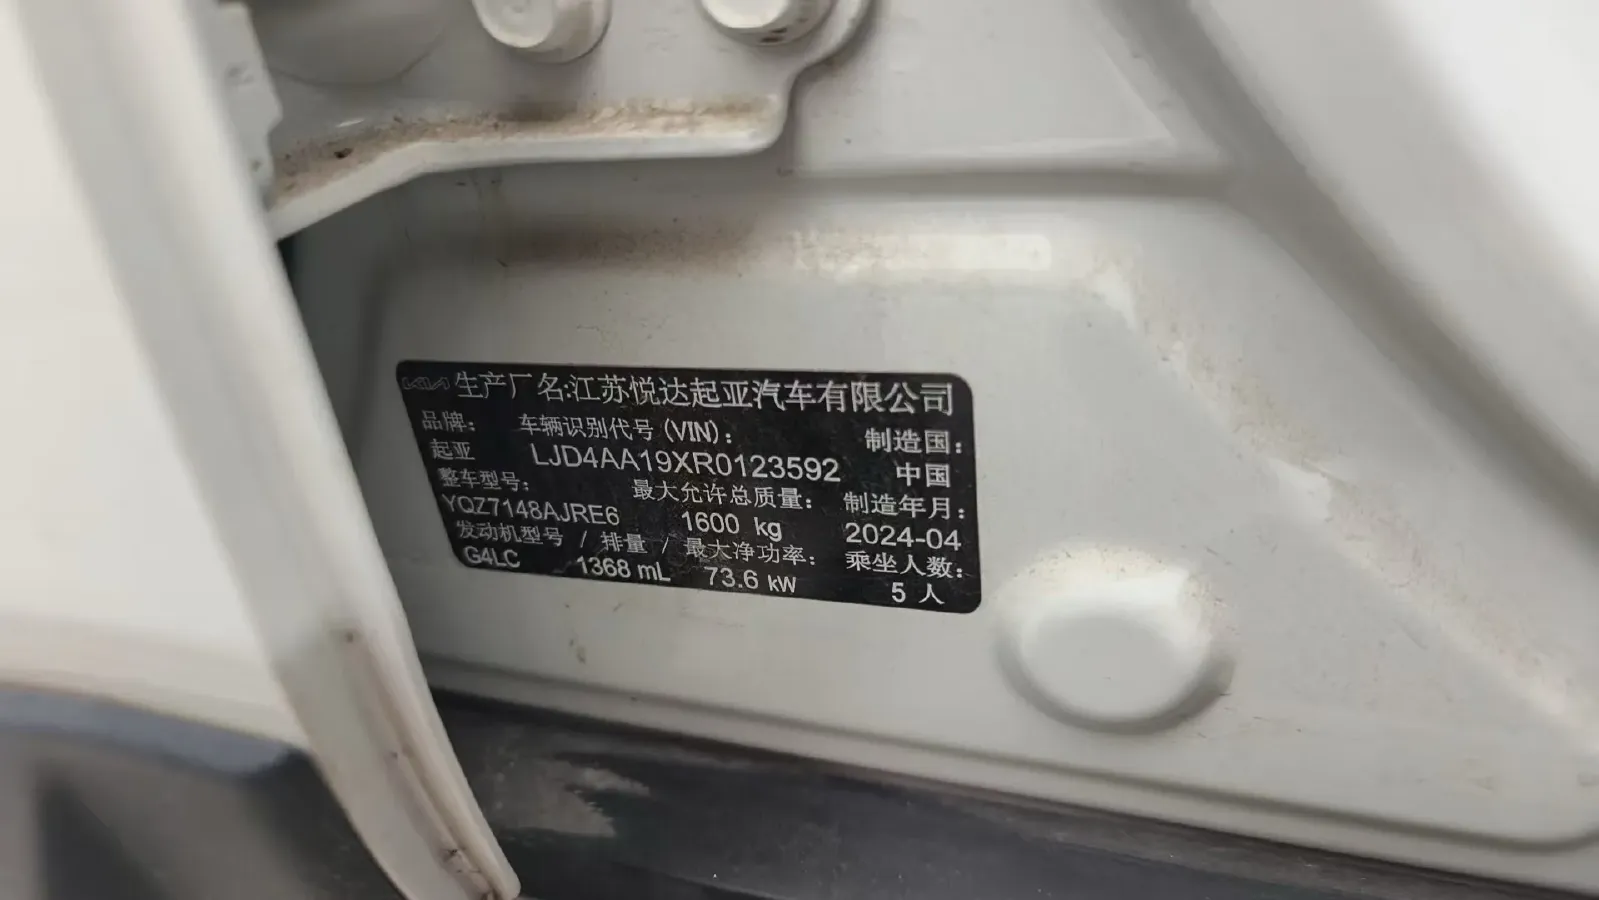 KIA 生产厂名:江苏悦达起亚汽车有限公司
品牌: 车辆识别代号(VIN): 制造国:
起亚 LJD4AA19XR0123592 中国
整车型号: 最大允许总质量: 制造年月:
YQZ7148AJRE6 1600 kg 2024-04
发动机型号 / 排量 / 最大净功率: 乘坐人数:
G4LC 1368 mL 73.6 kW 5 人